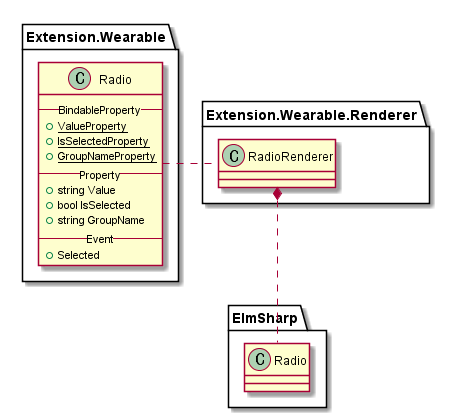 Extension.Wearable
C Radio
BindableProperty
ValueProperty
IsSelectedProperty
GroupNameProperty
Property
string Value
bool IsSelected
string GroupName
Event
Selected
Extension.Wearable.Renderer
C RadioRenderer
ElmSharp
C Radio